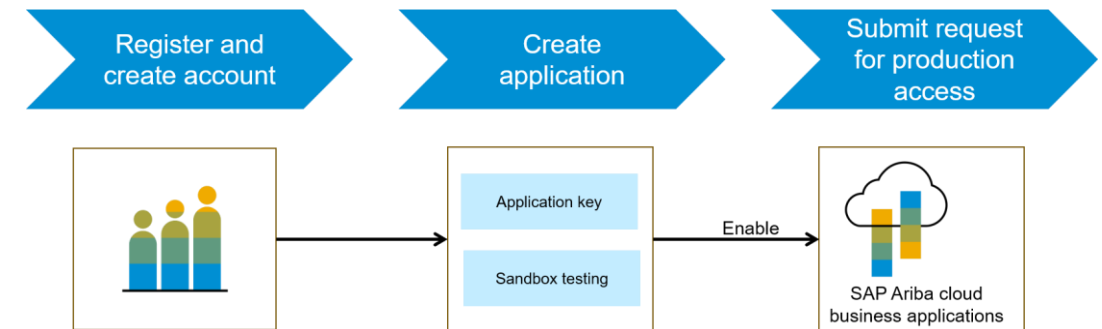 Register and
create account
Create
application
Submit request
for production
access
Application key
Sandbox testing
Enable
SAP Ariba cloud
business applications